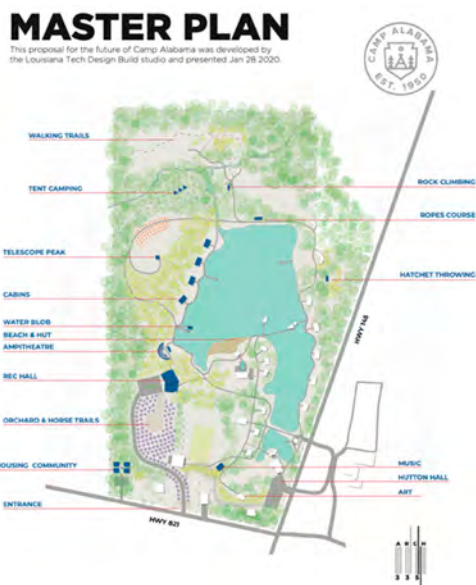 MASTER PLAN
This proposal for the future of Camp Alabama was developed by
the Louisiana Tech Design Build studio and presented Jan 28 2020.
CAMP ALABAMA
EST. 1950
WALKING TRAILS
TENT CAMPING
TELESCOPE PEAK
CABINS
WATER BLOB
BEACH & HUT
AMPITHEATRE
REC HALL
ORCHARD & HORSE TRAILS
OUSING COMMUNITY
ENTRANCE
ROCK CLIMBING
ROPES COURSE
HATCHET THROWING
HWY 146
MUSIC
HUTTON HALL
ART
HWY 821
ARCH
335